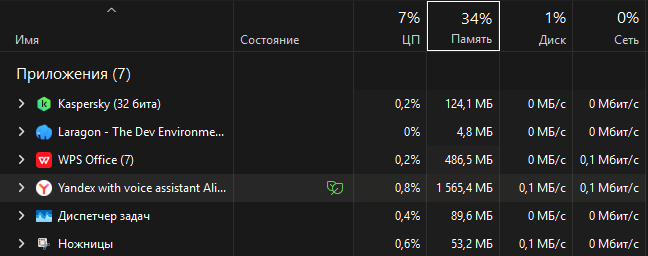 7% 34% 1% 0%
Имя Состояние ЦП Память Диск Сеть
Приложения (7)
Kaspersky (32 бита) 0,2% 124,1 МБ 0 МБ/с 0 Мбит/с
Laragon - The Dev Environme... 0% 4,8 МБ 0 МБ/с 0 Мбит/с
WPS Office (7) 0,2% 486,5 МБ 0 МБ/с 0,1 Мбит/с
Yandex with voice assistant Ali... 0,8% 1 565,4 МБ 0,1 МБ/с 0,1 Мбит/с
Диспетчер задач 0,4% 89,6 МБ 0 МБ/с 0 Мбит/с
Ножницы 0,6% 53,2 МБ 0,1 МБ/с 0 Мбит/с